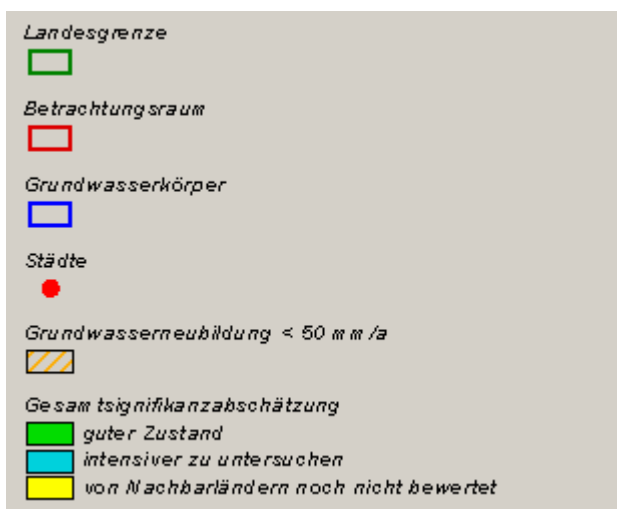 Landesgrenze
Betrachtungsraum
Grundwasserkörper
Städte
Grundwasserneubildung < 50 mm/a
Gesamtsignifikanzabschätzung
guter Zustand
intensiver zu untersuchen
von Nachbarländern noch nicht bewertet